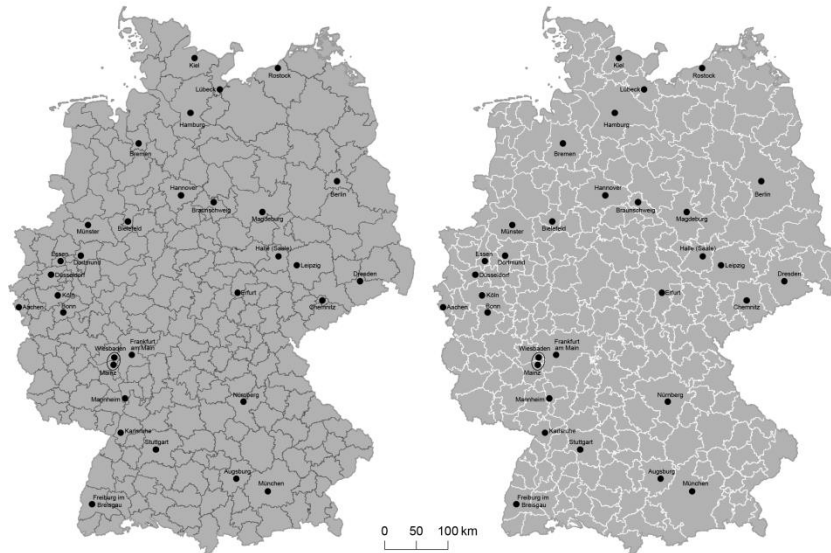 Kiel
Rostock
Lübeck
Hamburg
Bremen
Berlin
Hannover
Braunschweig
Magdeburg
Münster
Bielefeld
Essen
Dortmund
Halle (Saale)
Leipzig
Düsseldorf
Dresden
Köln
Erfurt
Chemnitz
Aachen
Bonn
Wiesbaden
Frankfurt
am Main
Mainz
Mannheim
Nürnberg
Karlsruhe
Stuttgart
Augsburg
München
Freiburg im
Breisgau
0 50 100 km
Kiel
Rostock
Lübeck
Hamburg
Bremen
Berlin
Hannover
Braunschweig
Magdeburg
Münster
Bielefeld
Essen
Dortmund
Halle (Saale)
Leipzig
Düsseldorf
Dresden
Köln
Erfurt
Chemnitz
Aachen
Bonn
Wiesbaden
Frankfurt
am Main
Mainz
Mannheim
Nürnberg
Karlsruhe
Stuttgart
Augsburg
München
Freiburg im
Breisgau